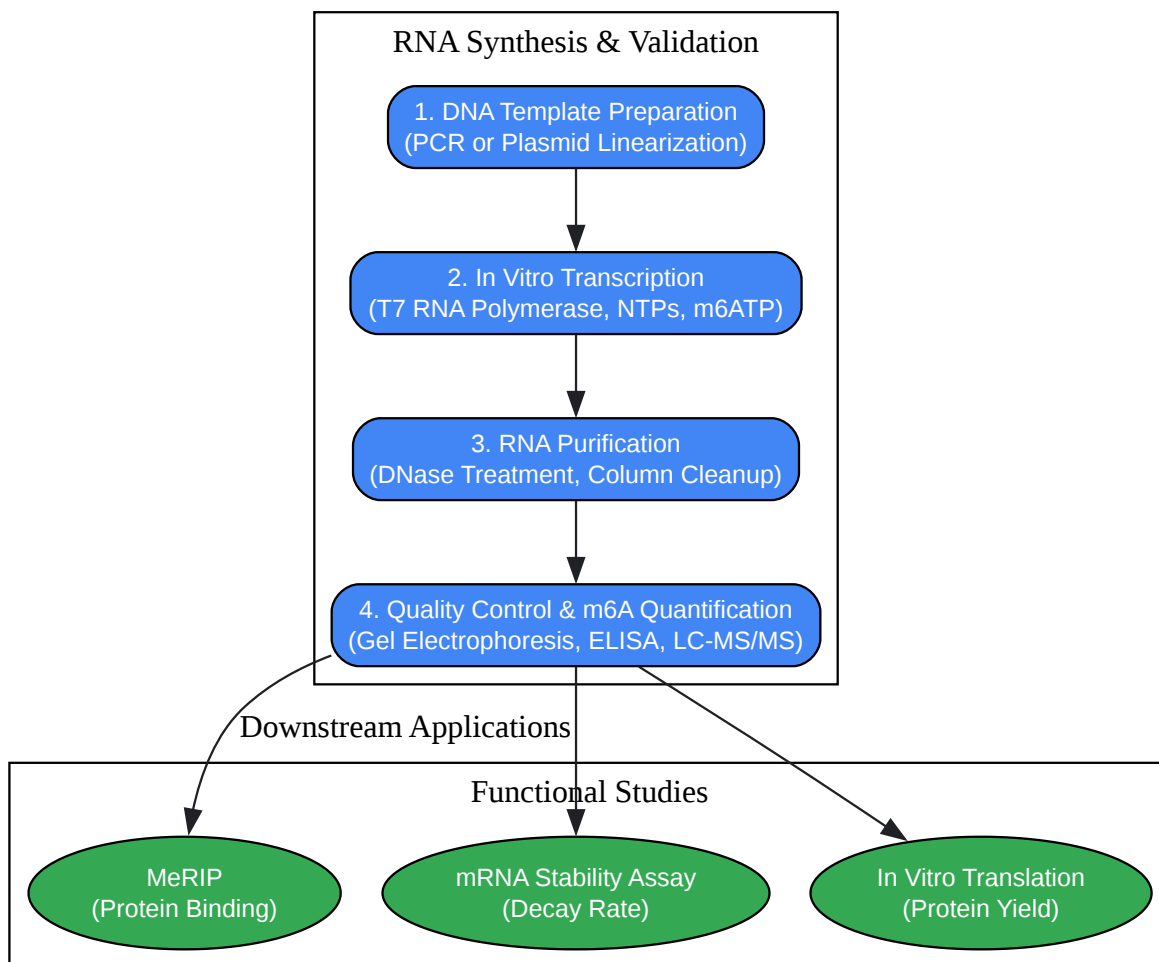 RNA Synthesis & Validation
1. DNA Template Preparation
(PCR or Plasmid Linearization)
2. In Vitro Transcription
(T7 RNA Polymerase, NTPs, m6ATP)
3. RNA Purification
(DNase Treatment, Column Cleanup)
4. Quality Control & m6A Quantification
(Gel Electrophoresis, ELISA, LC-MS/MS)
Downstream Applications
Functional Studies
MeRIP
(Protein Binding)
mRNA Stability Assay
(Decay Rate)
In Vitro Translation
(Protein Yield)